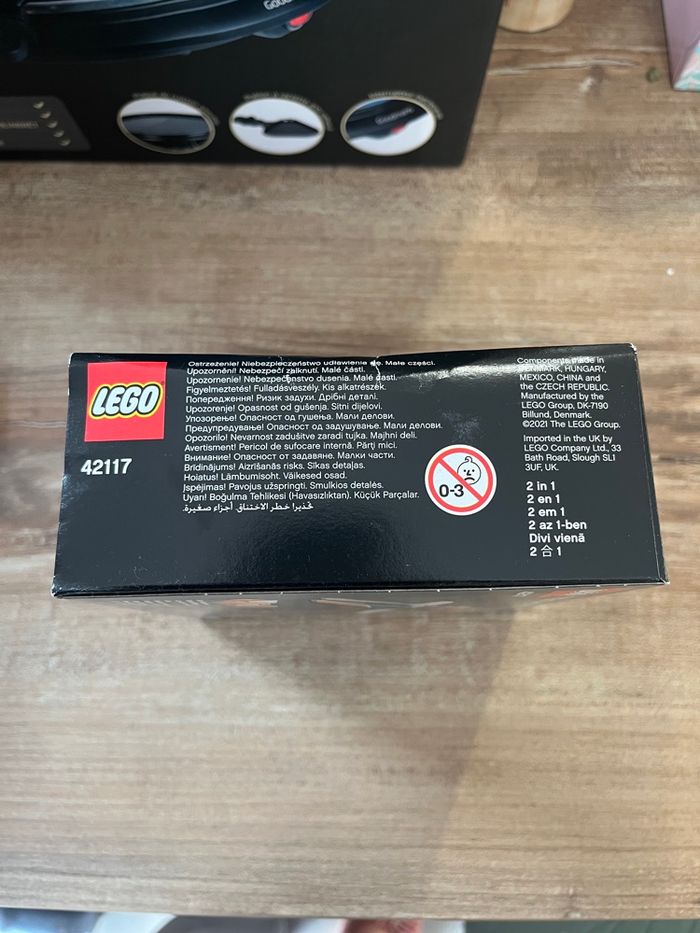 LEGO
42117
Ostrzeżenie! Niebezpieczeństwo udławienia się. Małe części.
Upozornění! Nebezpečí zalknutí. Malé části.
Upozornenie! Nebezpečenstvo dusenia. Malé časti.
Figyelmeztetés! Fulladásveszély. Kis alkatrészek.
Попередження! Ризик задухи. Дрібні деталі.
Upozorenje! Opasnost od gušenja. Sitni dijelovi.
Упозорење! Опасност од гушења. Мали делови.
Предупредување! Опасност од задушување. Мали делови.
Opozorilo! Nevarnost zadušitve zaradi tujka. Majhni deli.
Avertisment! Pericol de sufocare internă. Părți mici.
Внимание! Опасност от задавяне. Малки части.
Brīdinājums! Aizrīšanās risks. Sīkas detaļas.
Hoiatus! Lämbumisoht. Väikesed osad.
Įspėjimas! Pavojus užspringti. Smulkios detalės.
Uyarı! Boğulma Tehlikesi (Havasızlıktan). Küçük Parçalar.
تحذير! خطر الاختناق. أجزاء صغيرة.
0-3
Components made in
DENMARK, HUNGARY,
MEXICO, CHINA and
the CZECH REPUBLIC.
Manufactured by the
LEGO Group, DK-7190
Billund, Denmark.
©2021 The LEGO Group.
Imported in the UK by
LEGO Company Ltd., 33
Bath Road, Slough SL1
3UF, UK.
2 in 1
2 en 1
2 em 1
2 az 1-ben
Divi vienā
2 合 1